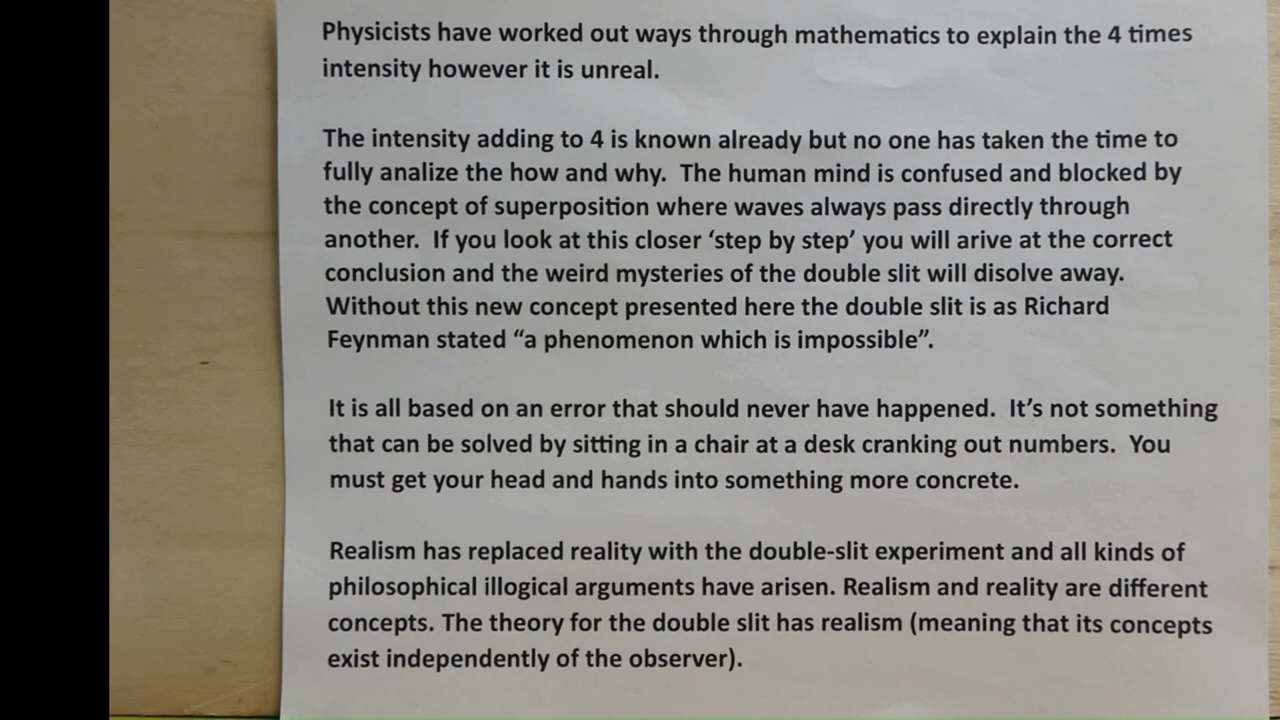 Physicists have worked out ways through mathematics to explain the 4 times
intensity however it is unreal.
The intensity adding to 4 is known already but no one has taken the time to
fully analize the how and why.  The human mind is confused and blocked by
the concept of superposition where waves always pass directly through
another.  If you look at this closer ‘step by step’ you will arive at the correct
conclusion and the weird mysteries of the double slit will disolve away.
Without this new concept presented here the double slit is as Richard
Feynman stated “a phenomenon which is impossible”.
It is all based on an error that should never have happened.  It’s not something
that can be solved by sitting in a chair at a desk cranking out numbers.  You
must get your head and hands into something more concrete.
Realism has replaced reality with the double-slit experiment and all kinds of
philosophical illogical arguments have arisen. Realism and reality are different
concepts. The theory for the double slit has realism (meaning that its concepts
exist independently of the observer).